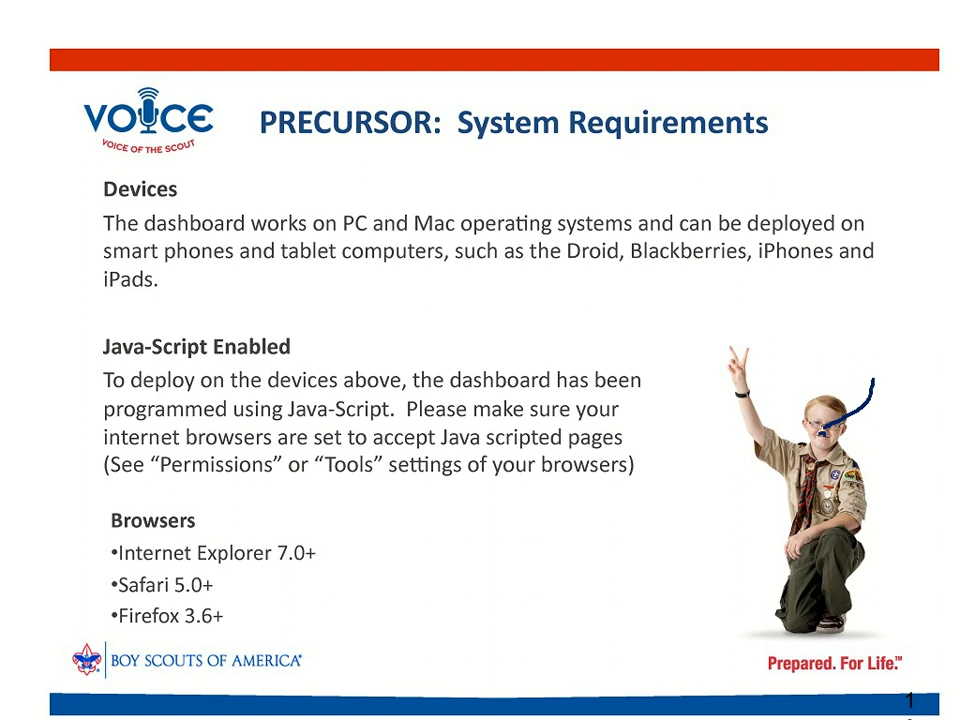 VOICE
VOICE OF THE SCOUT
PRECURSOR: System Requirements
Devices
The dashboard works on PC and Mac operating systems and can be deployed on
smart phones and tablet computers, such as the Droid, Blackberries, iPhones and
iPads.
Java-Script Enabled
To deploy on the devices above, the dashboard has been
programmed using Java-Script. Please make sure your
internet browsers are set to accept Java scripted pages
(See “Permissions” or “Tools” settings of your browsers)
Browsers
•Internet Explorer 7.0+
•Safari 5.0+
•Firefox 3.6+
BOY SCOUTS OF AMERICA®
Prepared. For Life.™
1